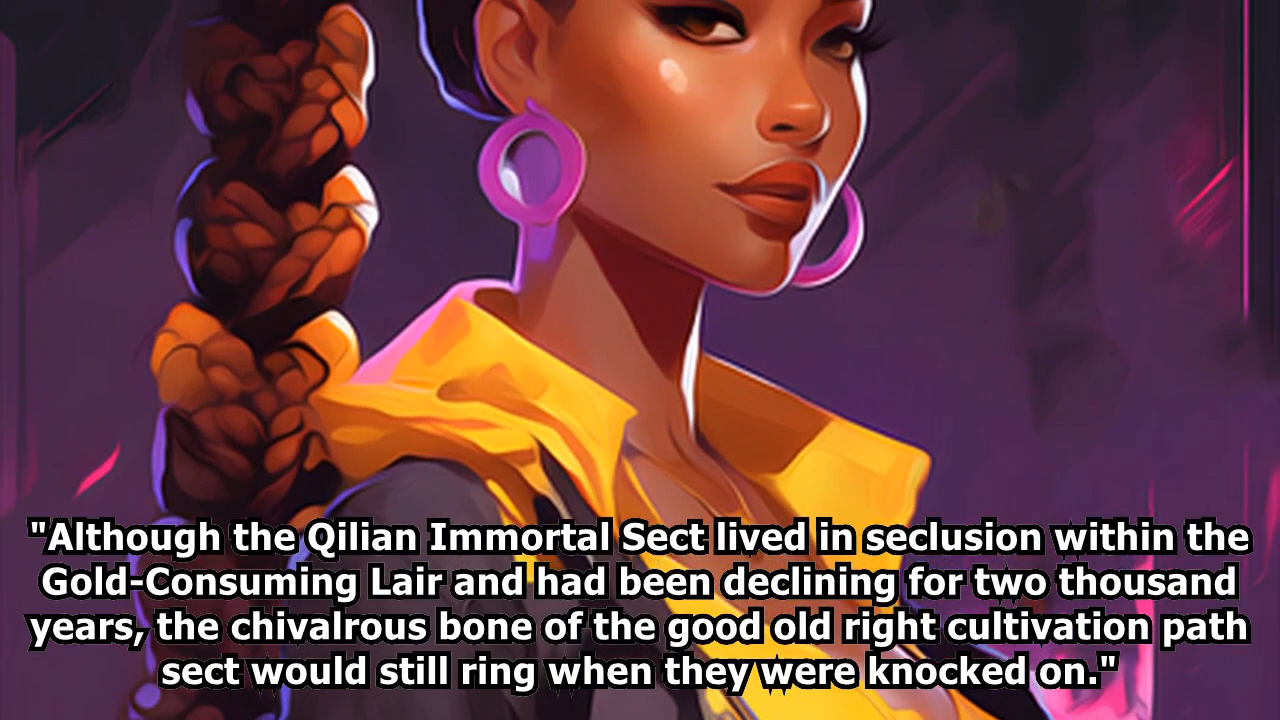 "Although the Qilian Immortal Sect lived in seclusion within the
Gold-Consuming Lair and had been declining for two thousand
years, the chivalrous bone of the good old right cultivation path
sect would still ring when they were knocked on."